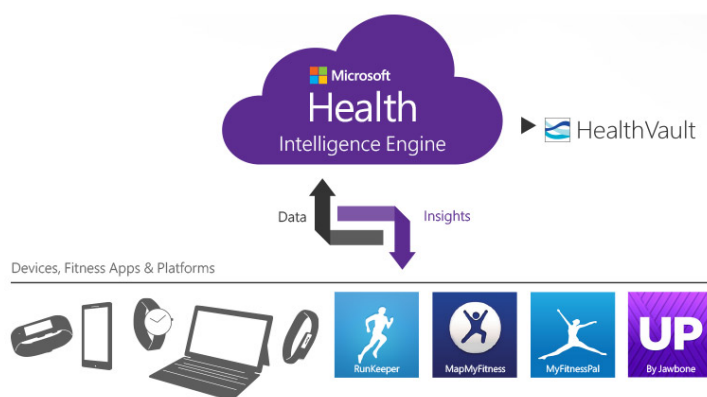 Microsoft
Health
Intelligence Engine
HealthVault
Data
Insights
Devices, Fitness Apps & Platforms
RunKeeper
MapMyFitness
MyFitnessPal
UP
By Jawbone